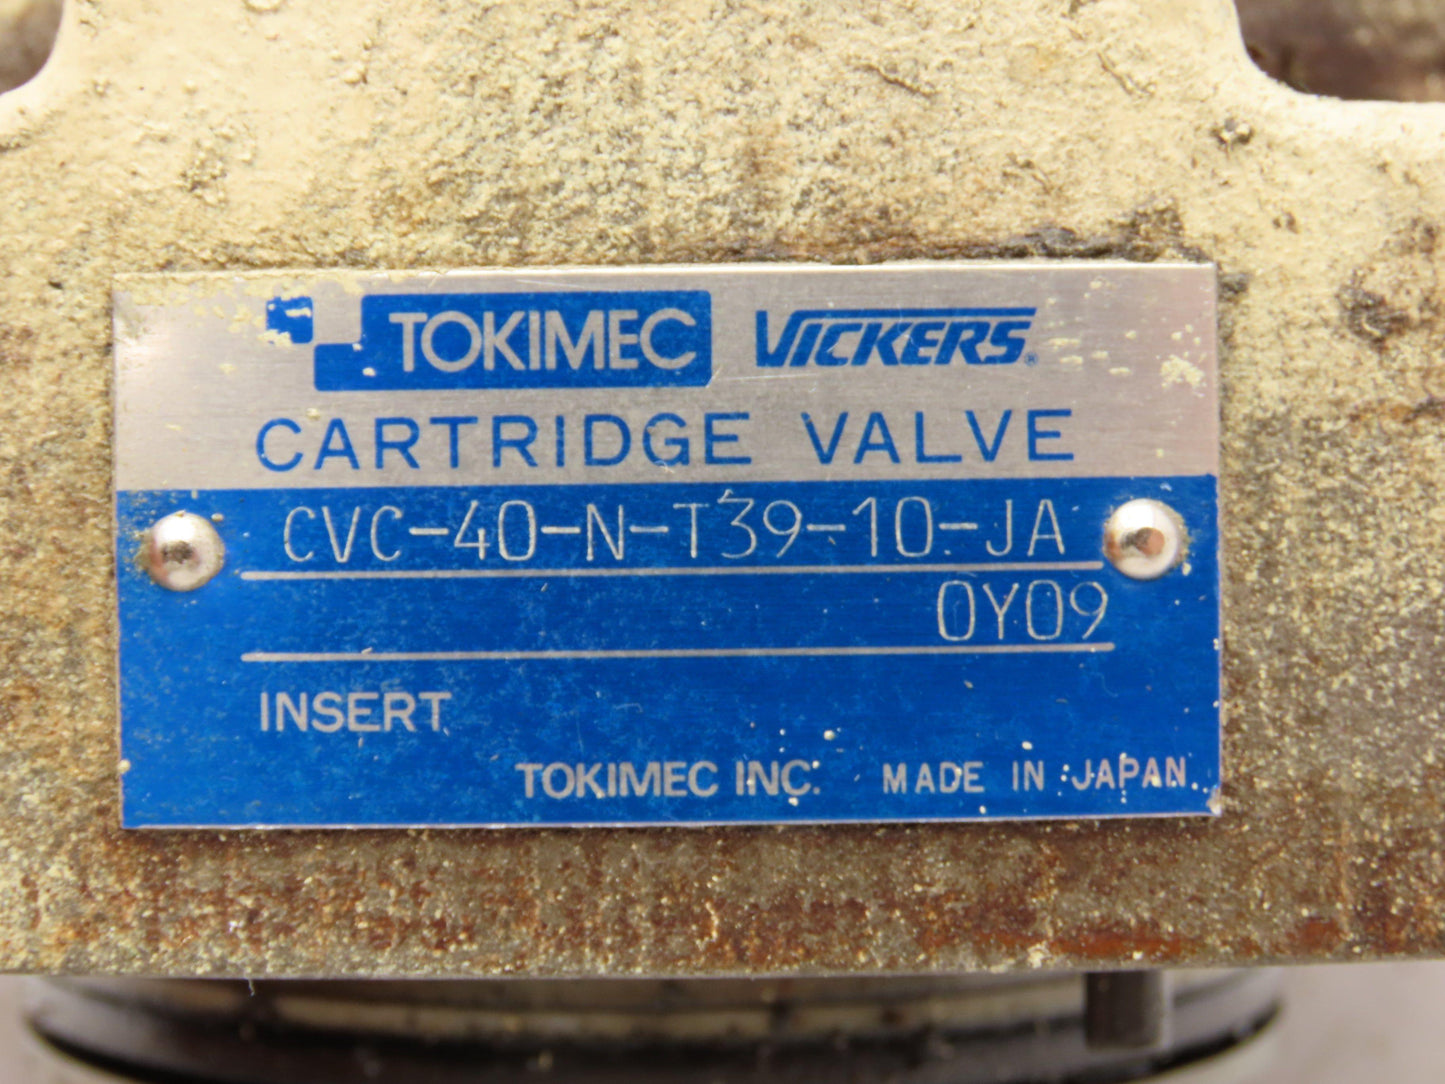 TOKIMEC VICKERS®
CARTRIDGE VALVE
CVC-40-N-T39-10-JA
0Y09
INSERT
TOKIMEC INC. MADE IN JAPAN